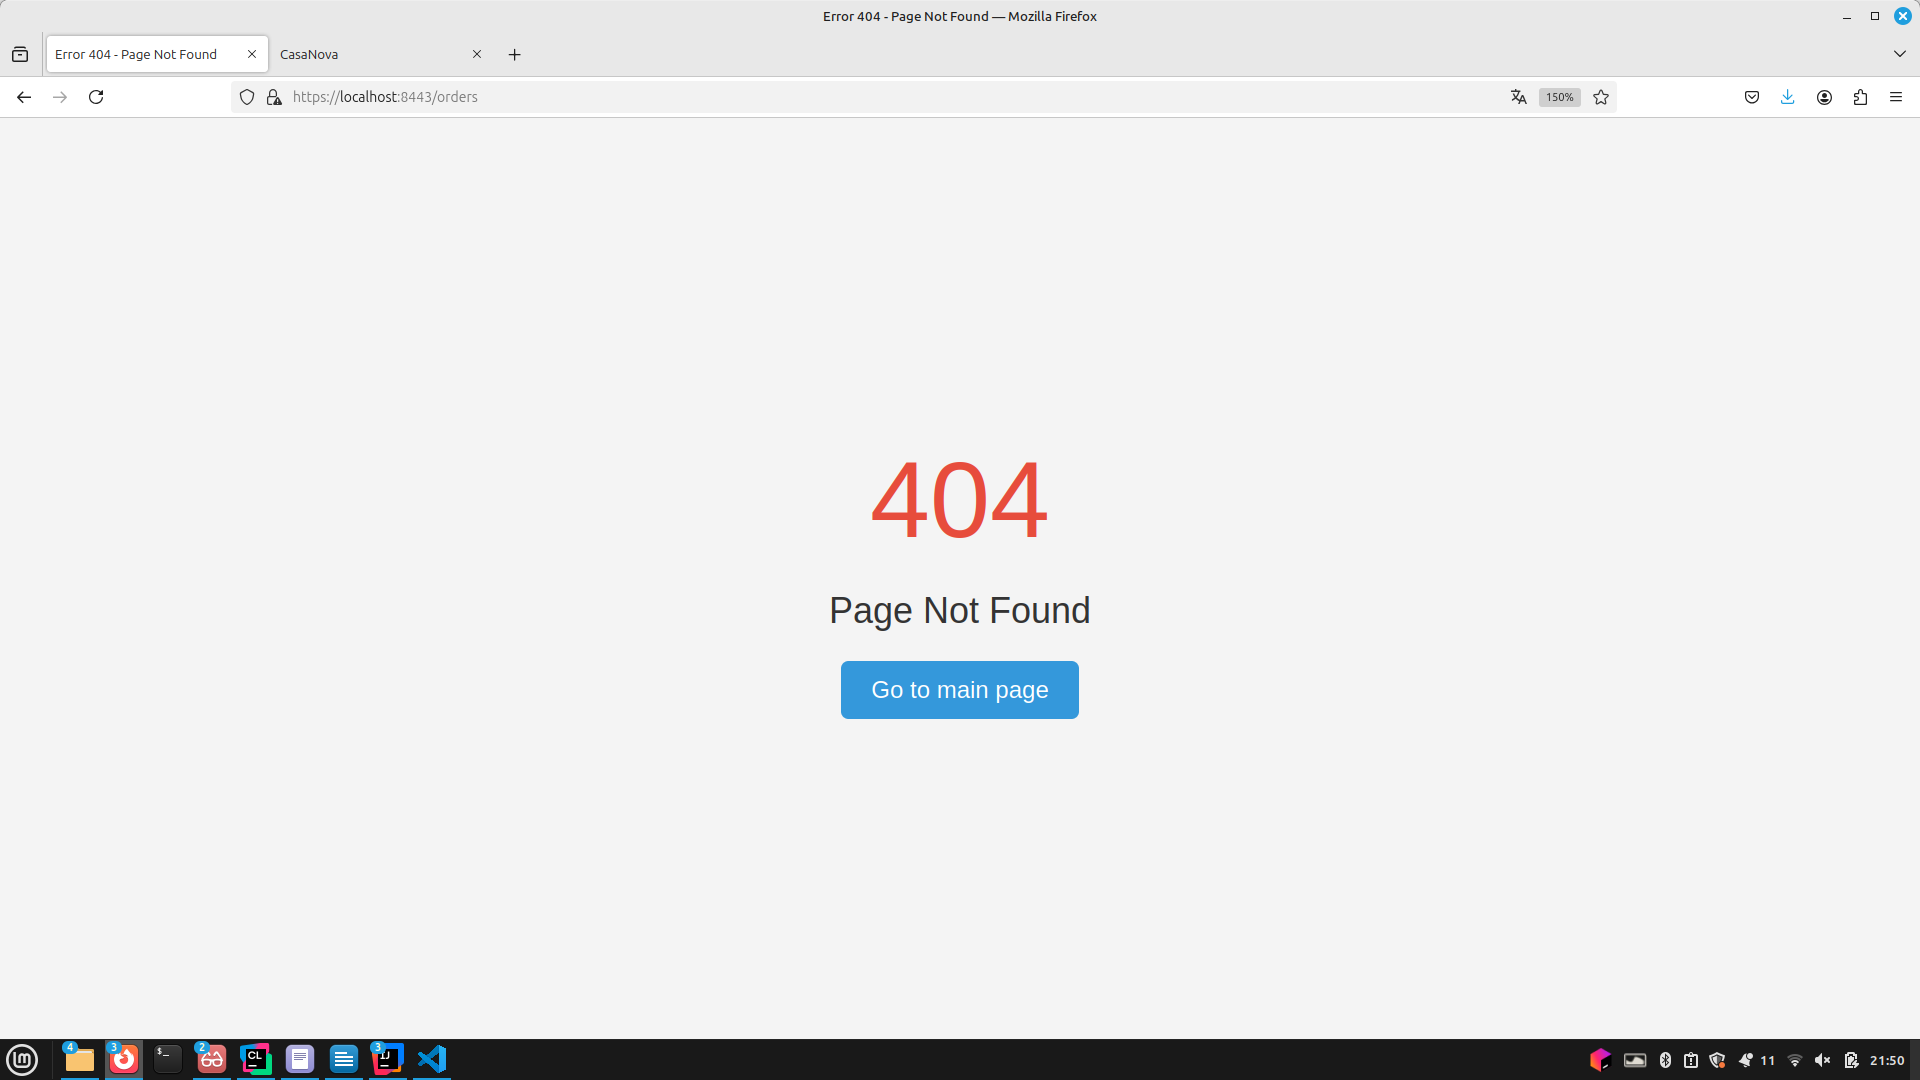 Error 404 - Page Not Found — Mozilla Firefox
Error 404 - Page Not Found
CasaNova
https://localhost:8443/orders
150%
404
Page Not Found
Go to main page
4
3
$_
2
CL
3
IJ
11
21:50